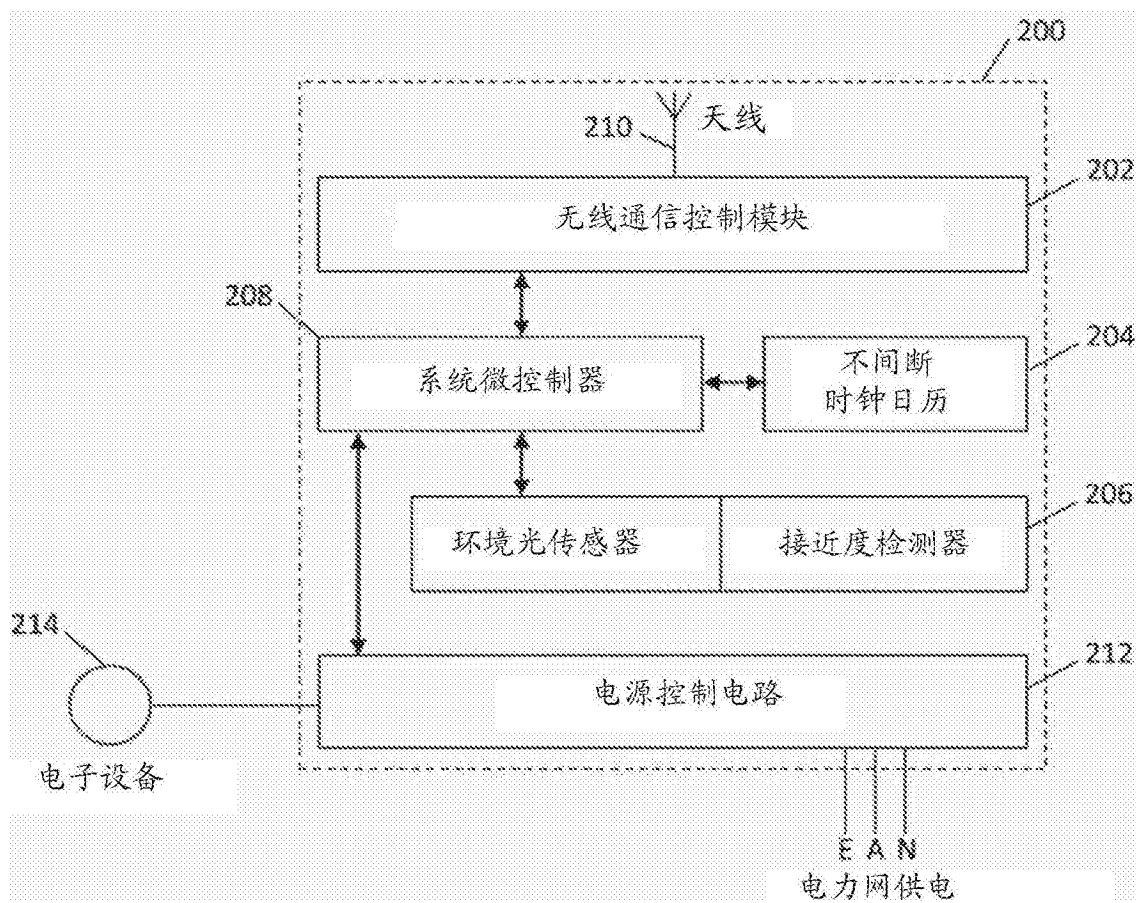 200
天线
210
202
无线通信控制模块
208
204
系统微控制器
不间断
时钟日历
206
环境光传感器
接近度检测器
214
212
电源控制电路
电子设备
E A N
电力网供电